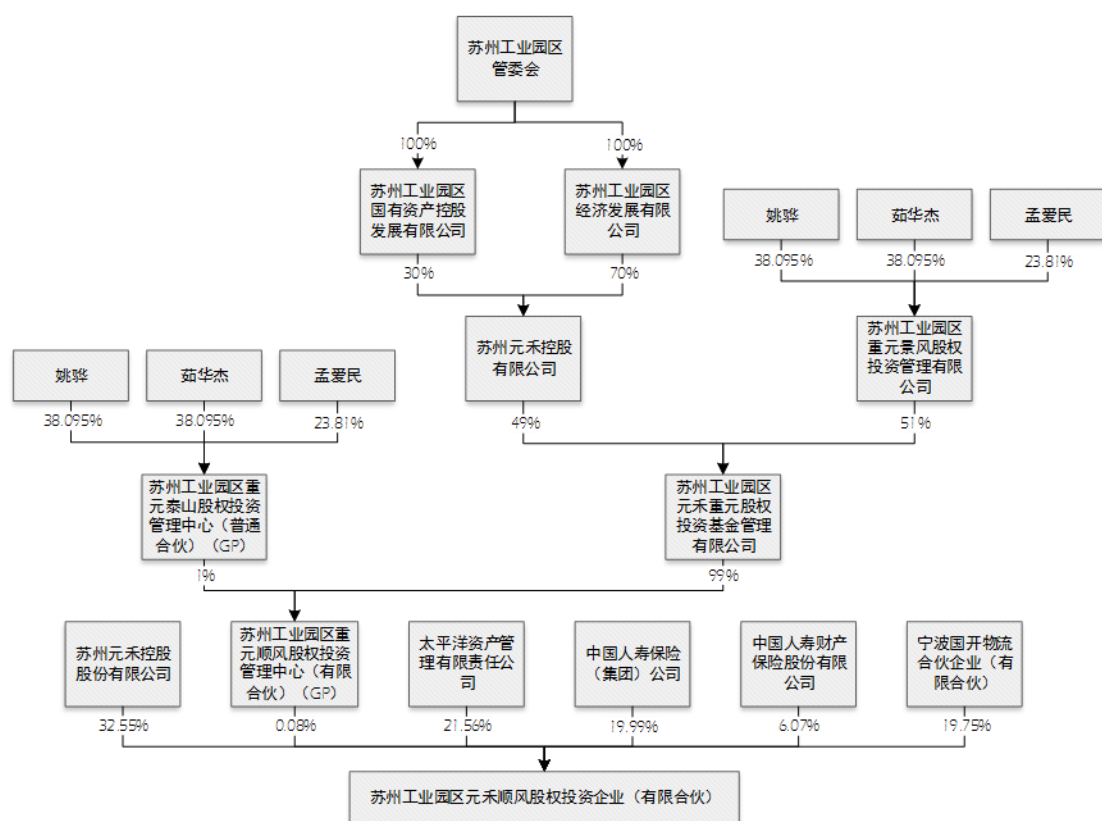 苏州工业园区
管委会
100%
100%
苏州工业园区
国有资产控股
发展有限公司
苏州工业园区
经济发展有限
公司
姚骅
茹华杰
孟爱民
30%
70%
38.095%
38.095%
23.81%
苏州元禾控股
有限公司
苏州工业园区
重元景风股权
投资管理有限
公司
姚骅
茹华杰
孟爱民
38.095%
38.095%
23.81%
49%
51%
苏州工业园区重
元泰山股权投资
管理中心（普通
合伙）（GP）
苏州工业园区
元禾重元股权
投资基金管理
有限公司
1%
99%
苏州元禾控股
股份有限公司
苏州工业园区重
元顺风股权投资
管理中心（有限
合伙）（GP）
太平洋资产管
理有限责任公
司
中国人寿保险
（集团）公司
中国人寿财产
保险股份有限
公司
宁波国开物流
合伙企业（有
限合伙）
32.55%
0.08%
21.56%
19.99%
6.07%
19.75%
苏州工业园区元禾顺风股权投资企业（有限合伙）